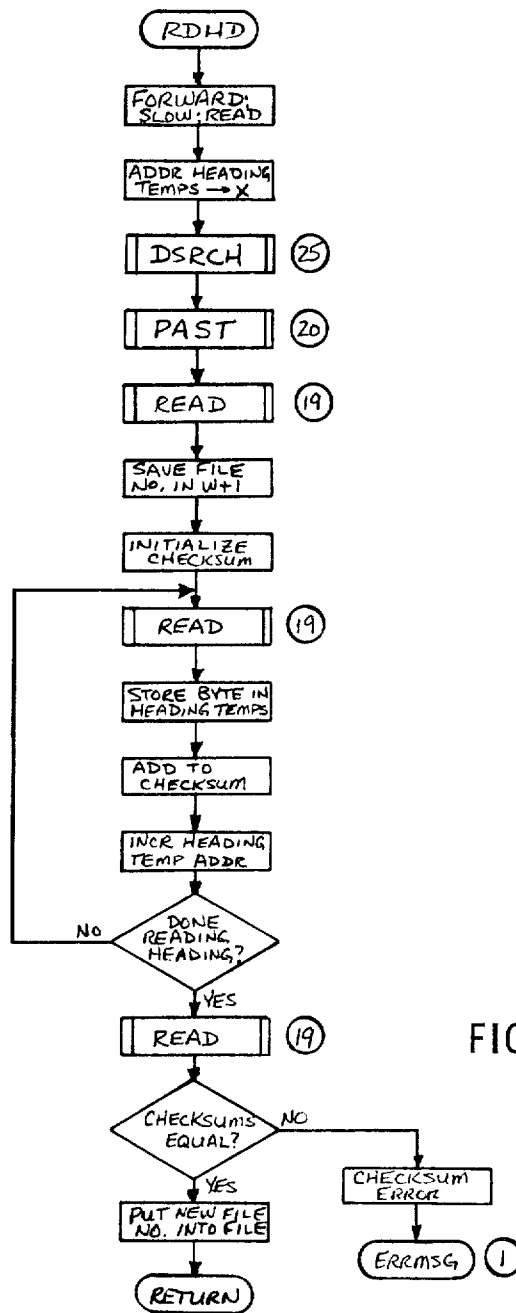 RDHD
FORWARD;
SLOW; READ
ADDR HEADING
TEMPS → X
DSRCH
25
PAST
20
READ
19
SAVE FILE
NO. IN W+1
INITIALIZE
CHECKSUM
READ
19
STORE BYTE IN
HEADING TEMPS
ADD TO
CHECKSUM
INCR HEADING
TEMP ADDR
DONE
READING
HEADING?
NO
YES
READ
19
FIG
CHECKSUMS
EQUAL?
NO
YES
CHECKSUM
ERROR
PUT NEW FILE
NO. INTO FILE
ERRMSG
1
RETURN